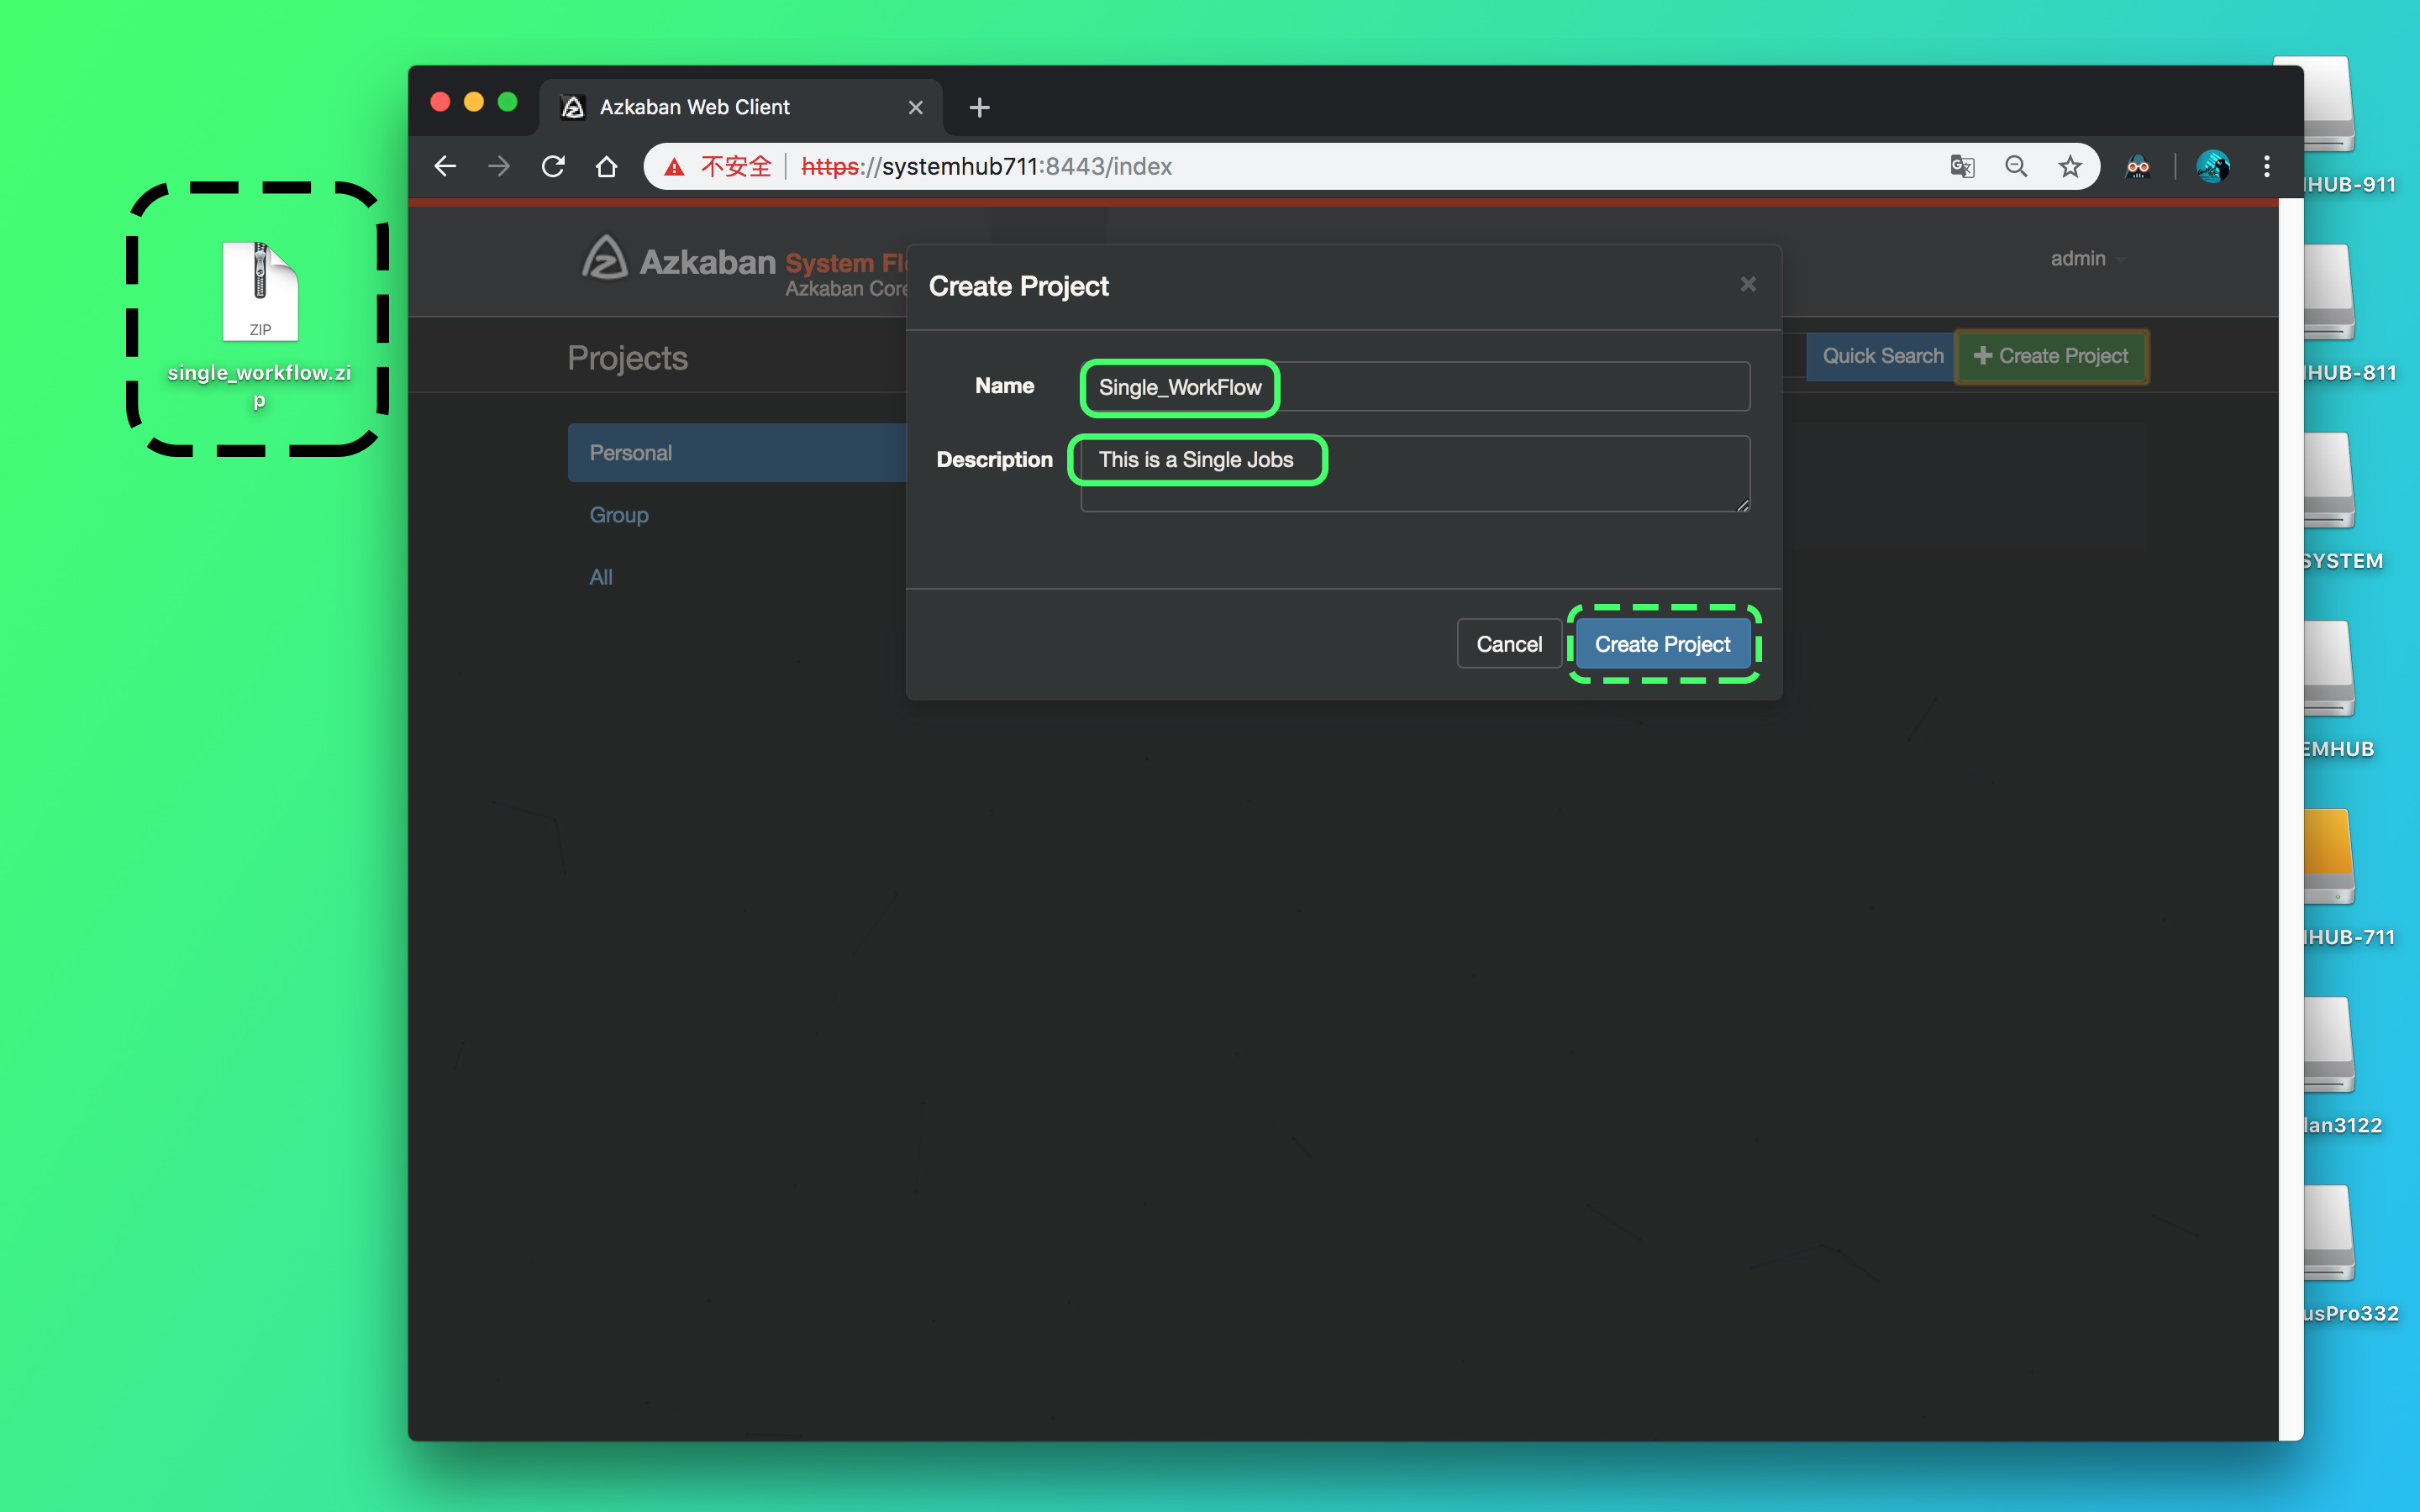 Azkaban Web Client
不安全
https://systemhub711:8443/index
ZIP
single_workflow.zi
p
Azkaban
System Fl
Azkaban Core
admin
Projects
Quick Search
Create Project
Personal
Group
All
Create Project
Name
Single_WorkFlow
Description
This is a Single Jobs
Cancel
Create Project
HUB-911
HUB-811
SYSTEM
EMHUB
HUB-711
lan3122
usPro332